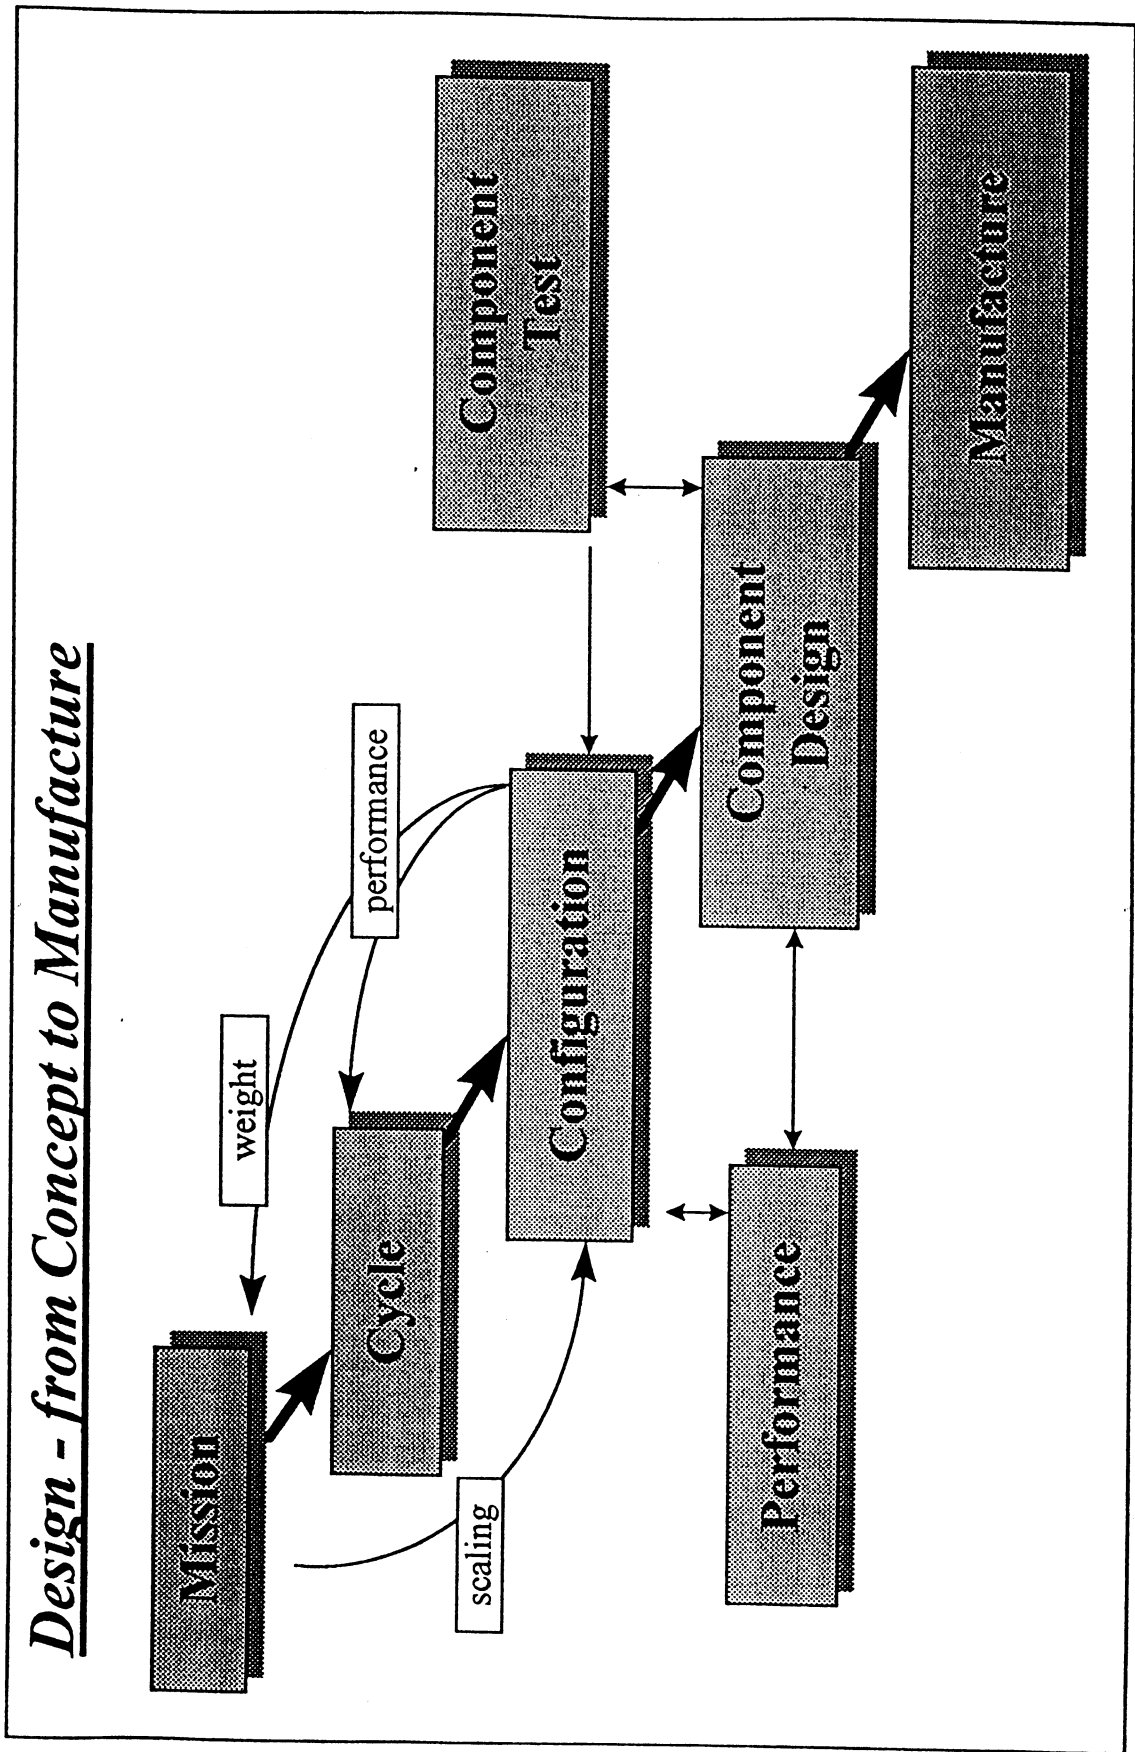 Design - from Concept to Manufacture
Mission
weight
Cycle
performance
scaling
Configuration
Component
Test
Performance
Component
Design
Manufacture